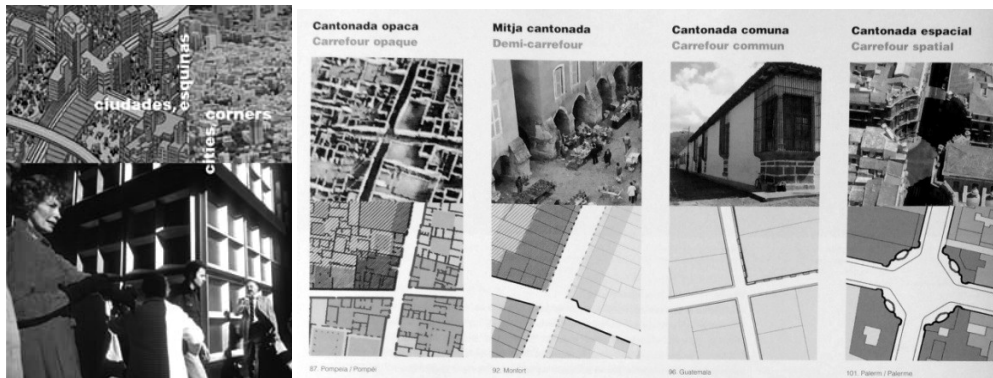 ciudades, esquinas
cities, corners
Cantonada opaca
Carrefour opaque
Mitja cantonada
Demi-carrefour
Cantonada comuna
Carrefour commun
Cantonada espacial
Carrefour spatial
87. Pompeia / Pompéi
92. Monfort
96. Guatemala
101. Palerm / Palerme